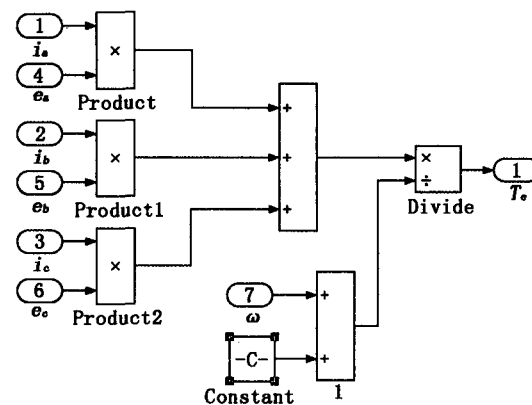 1
i_a
4
e_a
×
Product
2
i_b
5
e_b
×
Product1
3
i_c
6
e_c
×
Product2
+
+
+
×
÷
Divide
1
T_e
7
ω
-C-
Constant
+
+
1